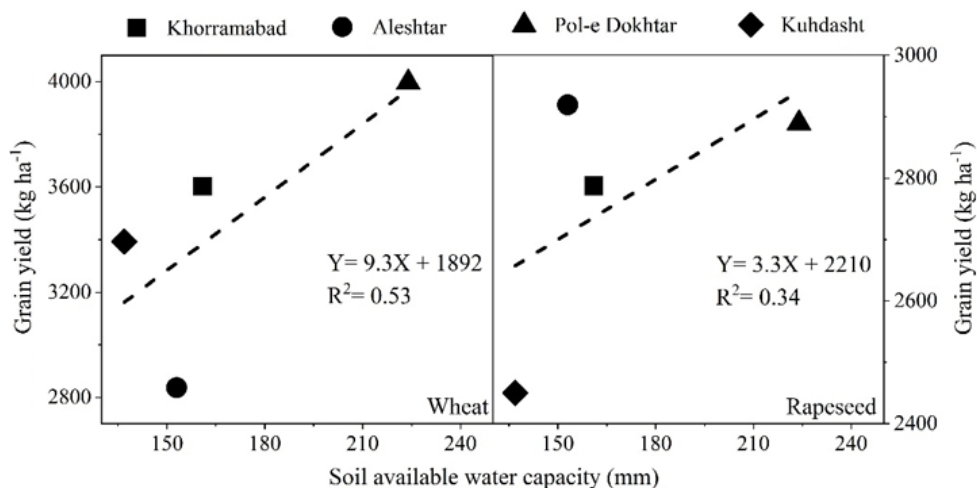 Khorramabad Aleshtar Pol-e Dokhtar Kuhdasht
Grain yield (kg ha⁻¹)
4000
3600
3200
2800
Y= 9.3X + 1892
R²= 0.53
Wheat
150 180 210 240
3000
2800
2600
2400
Grain yield (kg ha⁻¹)
Y= 3.3X + 2210
R²= 0.34
Rapeseed
150 180 210 240
Soil available water capacity (mm)